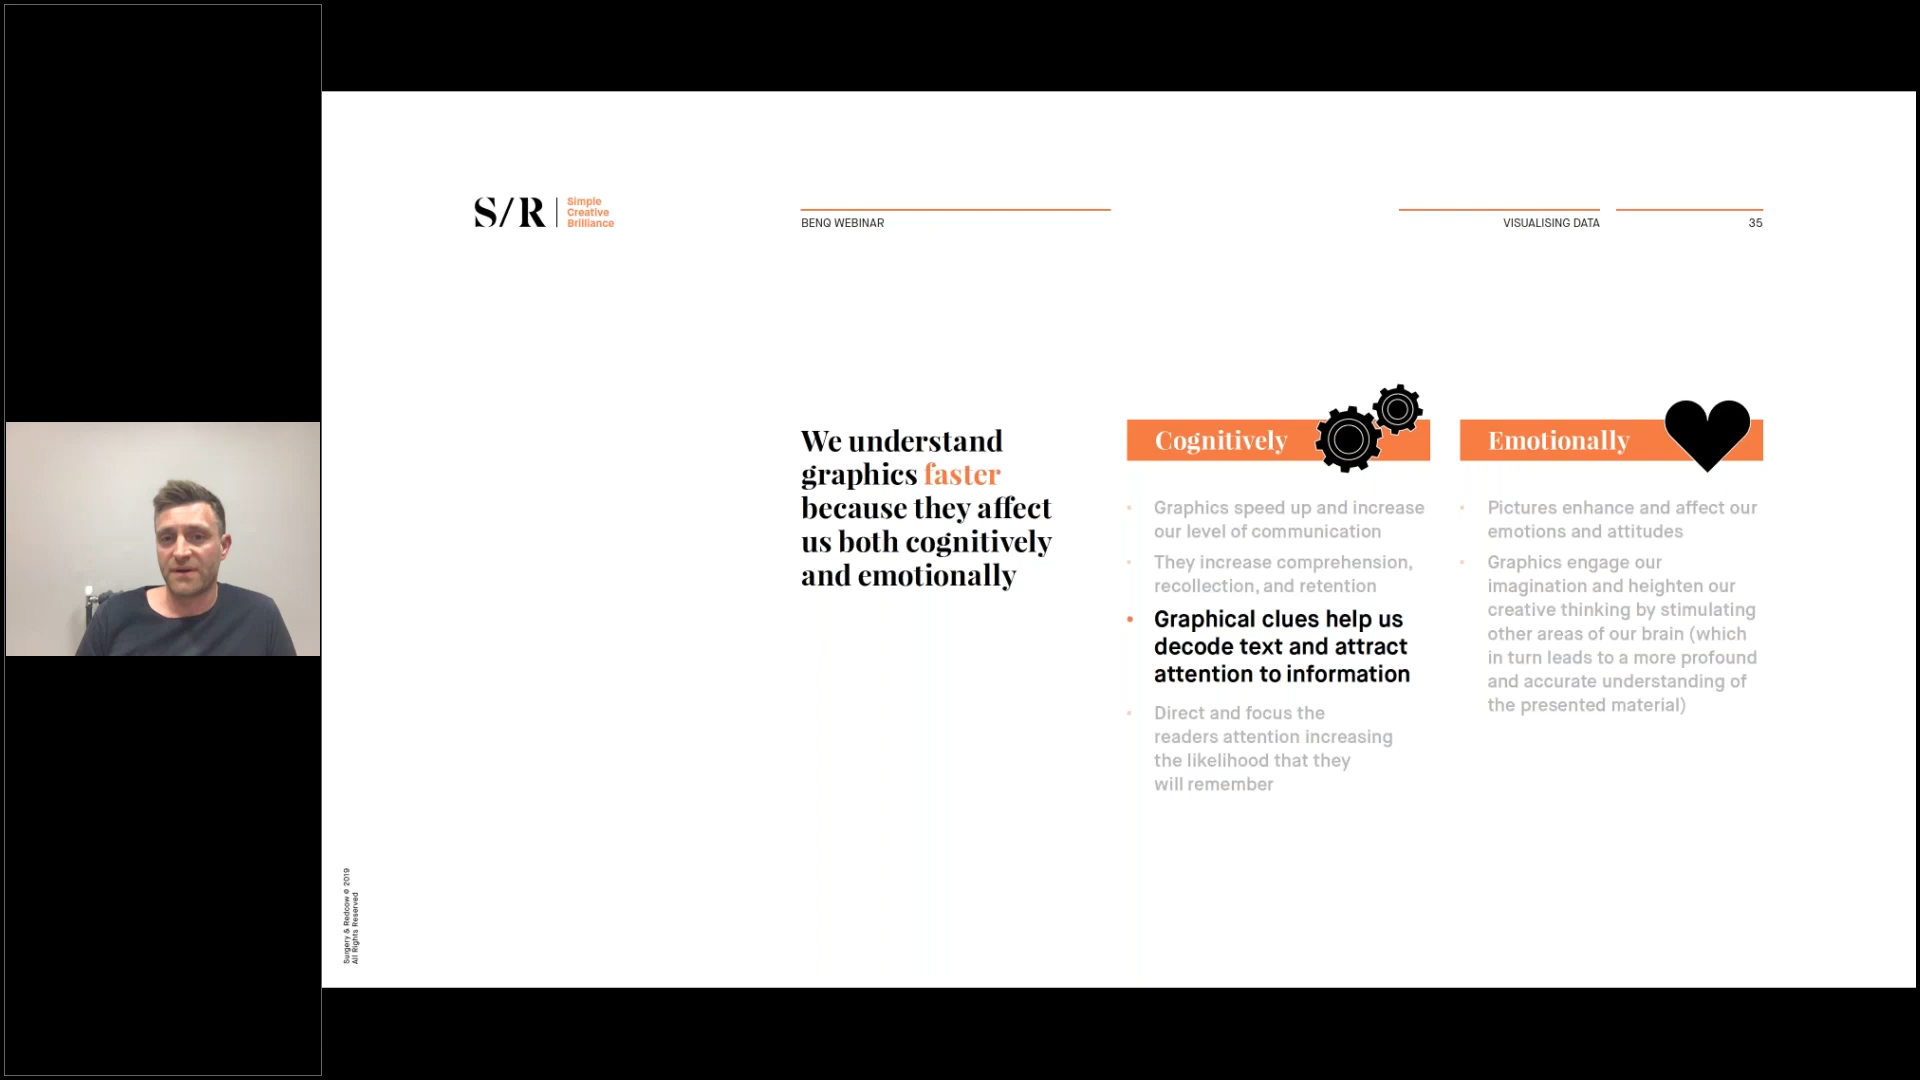 S/R
Simple
Creative
Brilliance
BENQ WEBINAR
VISUALISING DATA
35
We understand
graphics faster
because they affect
us both cognitively
and emotionally
Cognitively
Graphics speed up and increase
our level of communication
They increase comprehension,
recollection, and retention
Graphical clues help us
decode text and attract
attention to information
Direct and focus the
readers attention increasing
the likelihood that they
will remember
Emotionally
Pictures enhance and affect our
emotions and attitudes
Graphics engage our
imagination and heighten our
creative thinking by stimulating
other areas of our brain (which
in turn leads to a more profound
and accurate understanding of
the presented material)
Surgery & Redcow © 2019
All Rights Reserved